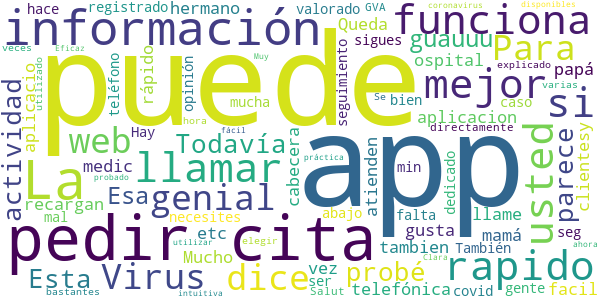 hace registrado hermano valorado GVA coronavirus disponibles
veces Utilizado aplicacio información teléfono rápido opinion Queda sigues guauuu funciona
puede mucha seguimiento ospital Para papá
Eficaz Muy Se bien mejor explicado varias
actividad web hora Hay Todavía aplicacion caso si
fácil cabecera app directamente usted parece clientesy
La medic llamar atienden min
recargan Esa genial práctica dedicado
mal probado necesites abajo falta llame seg
pedir cita etc tambien gusta mamá
Esta Virus dice utilizar elegir vez probé También rapido ahora
Mucho ser telefónica covid gente facil
bastantes intuitiva Salut Clara